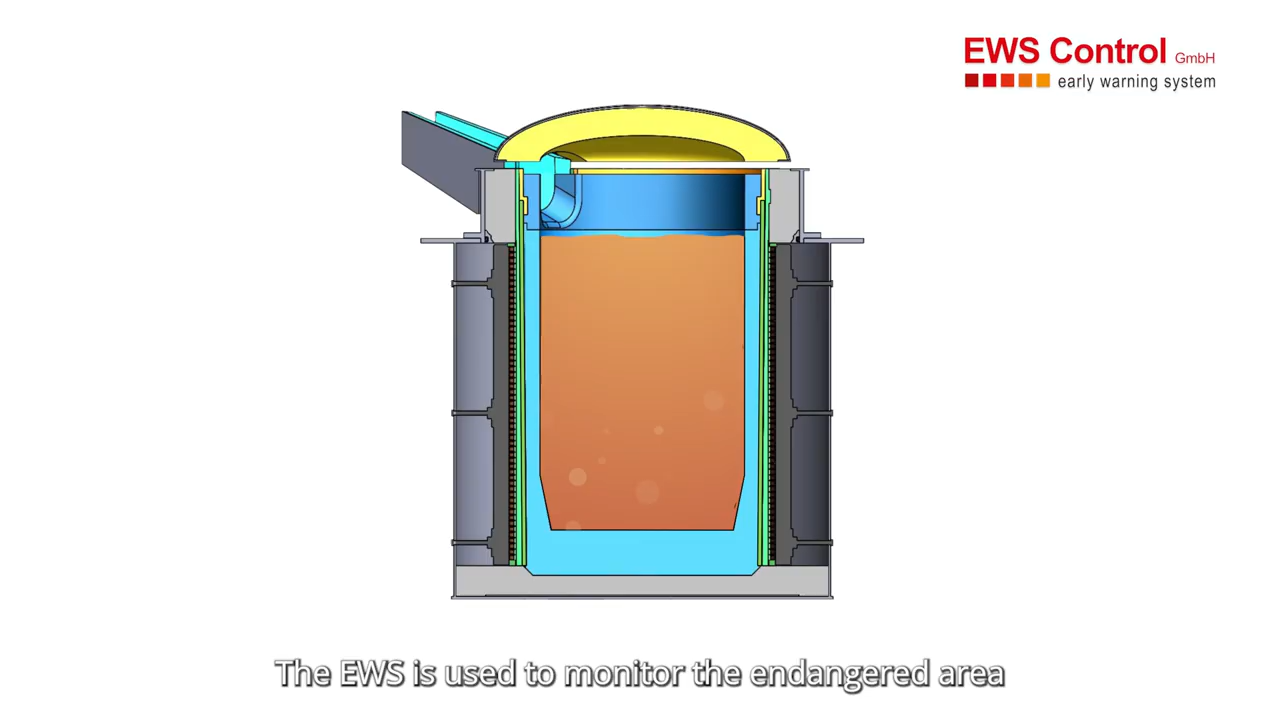 EWS Control GmbH
early warning system
The EWS is used to monitor the endangered area